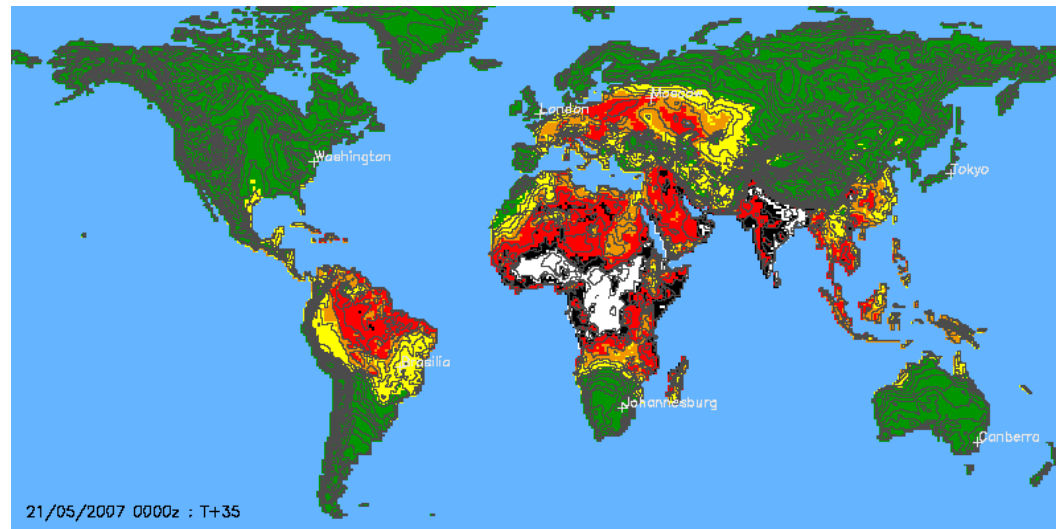 Moscow
London
Washington
Tokyo
Brasilia
Johannesburg
Canberra
21/05/2007 0000z : T+35